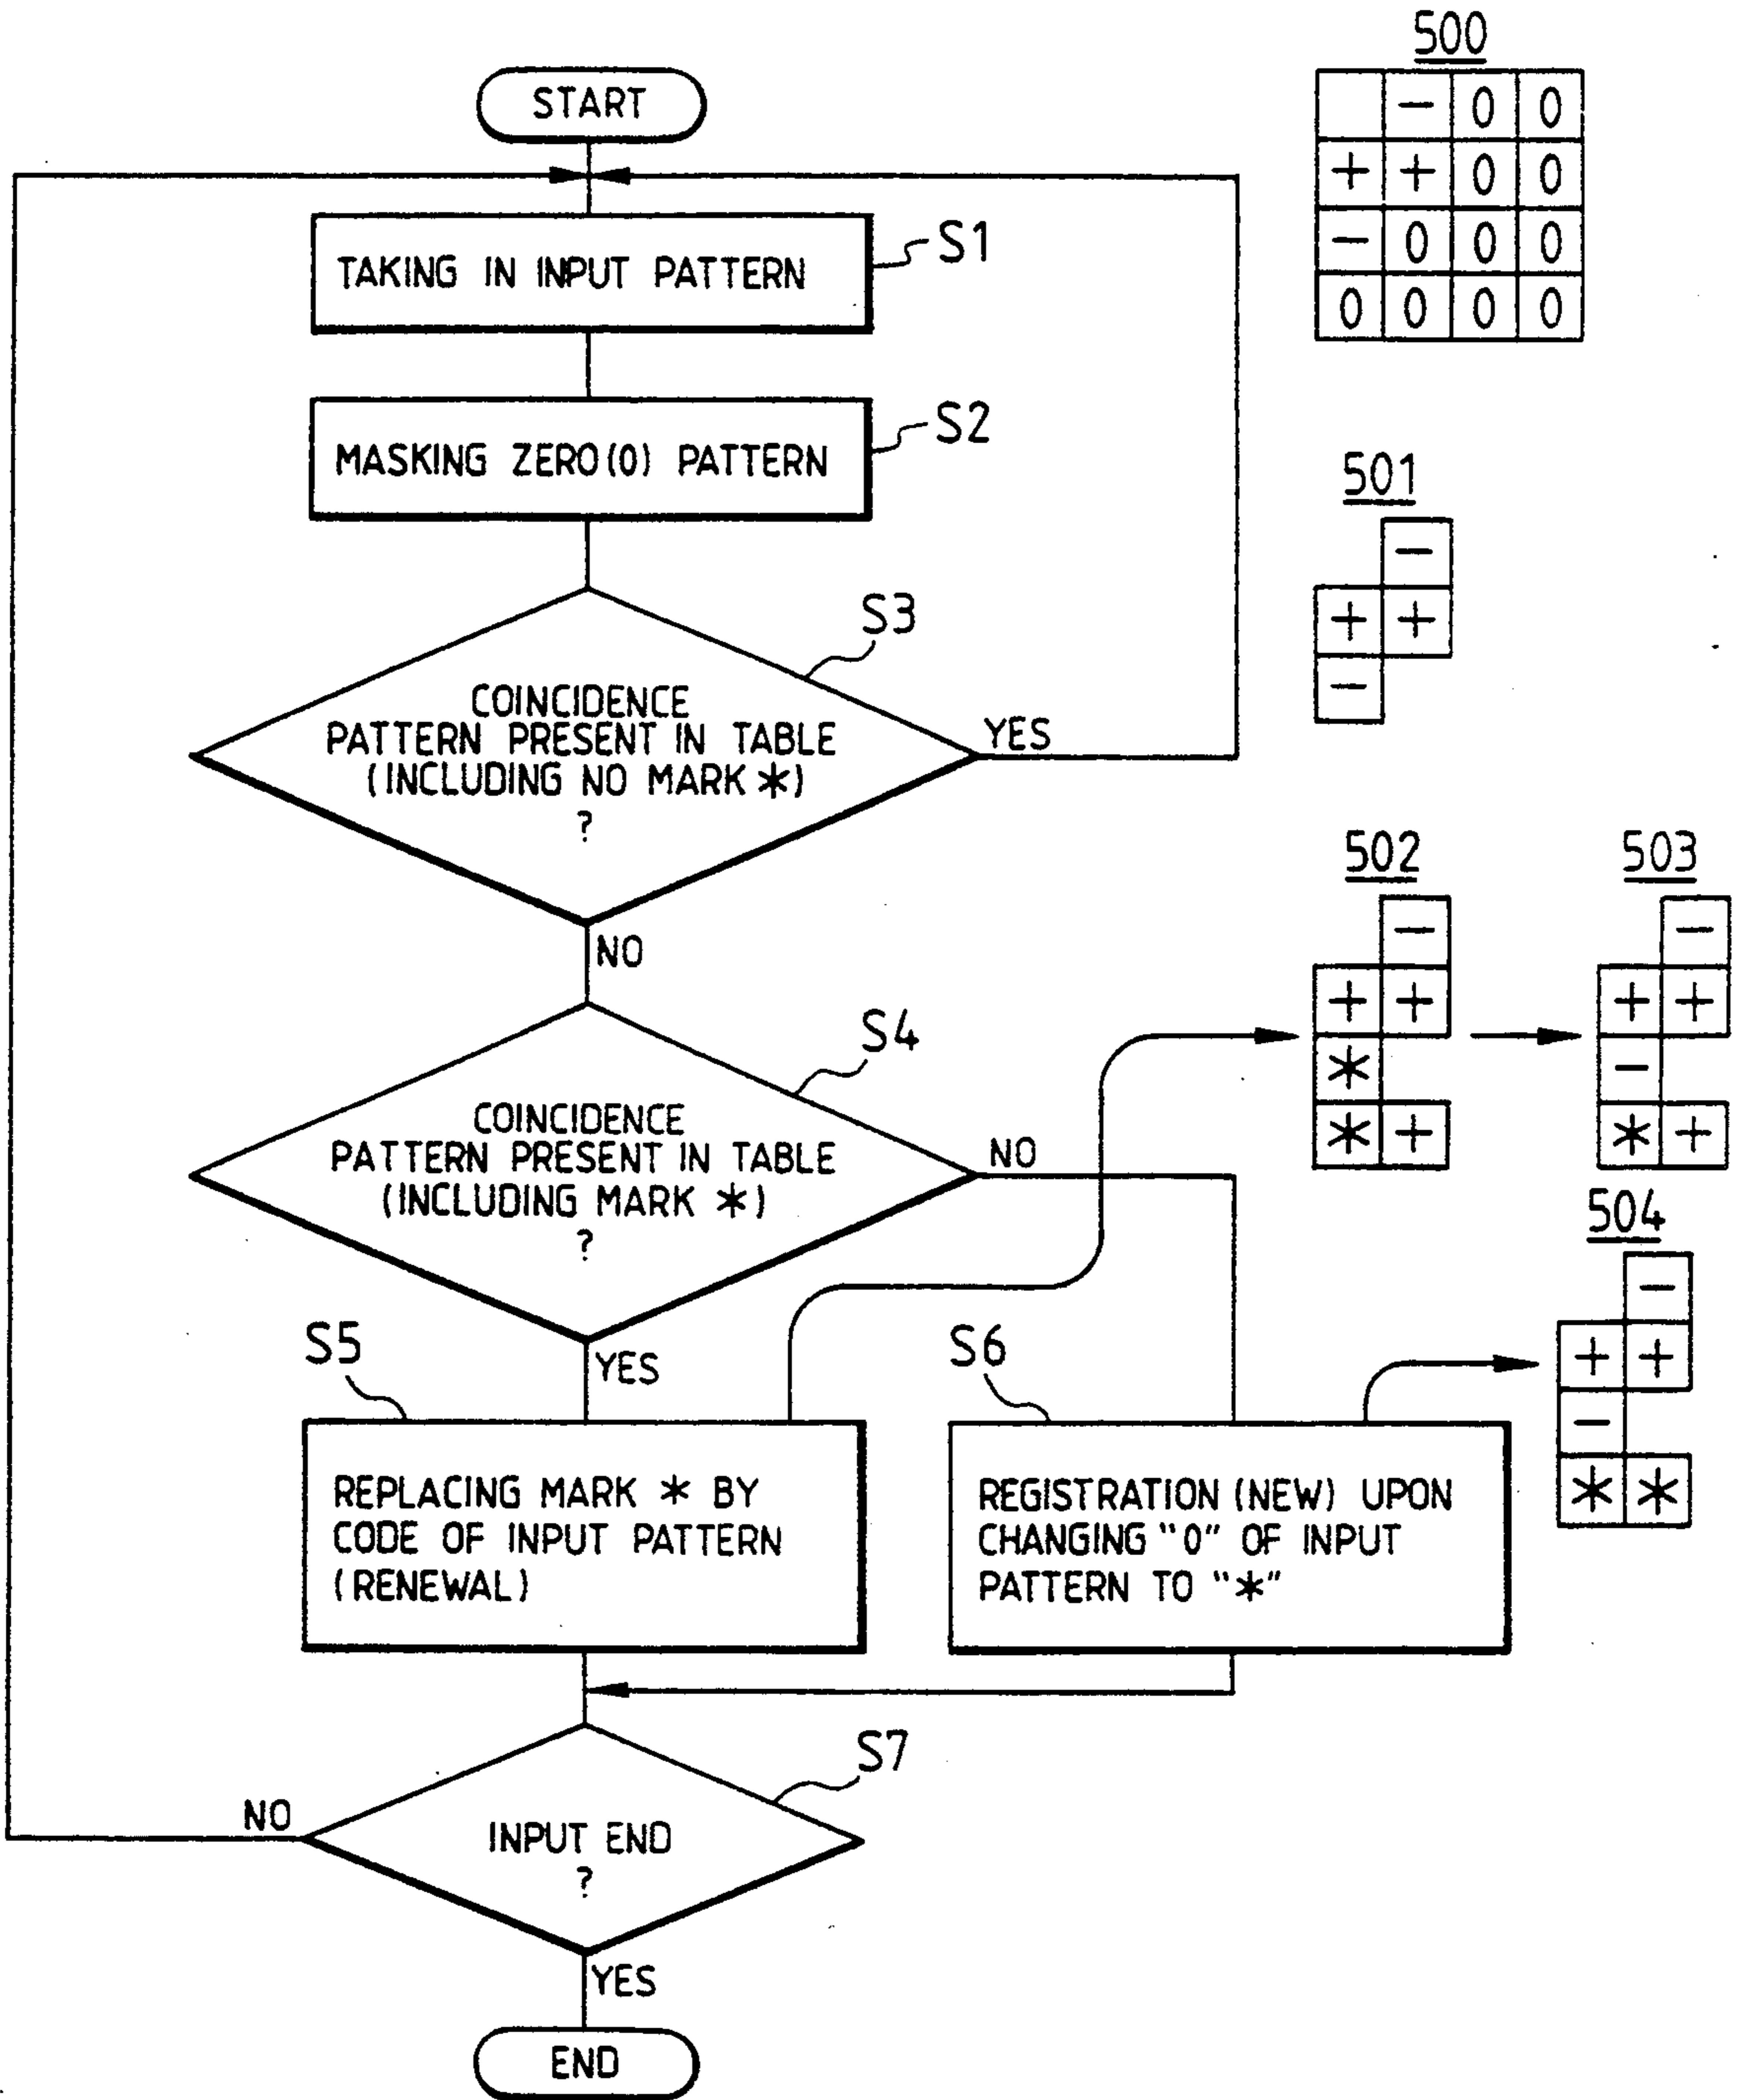 START
TAKING IN INPUT PATTERN
S1
MASKING ZERO(0) PATTERN
S2
COINCIDENCE
PATTERN PRESENT IN TABLE
(INCLUDING NO MARK *)
?
S3
YES
NO
COINCIDENCE
PATTERN PRESENT IN TABLE
(INCLUDING MARK *)
?
S4
NO
YES
S5
REPLACING MARK * BY
CODE OF INPUT PATTERN
(RENEWAL)
S6
REGISTRATION (NEW) UPON
CHANGING "0" OF INPUT
PATTERN TO "*"
S7
INPUT END
?
NO
YES
END
500
− 0 0
+ + 0 0
− 0 0 0
0 0 0 0
501
−
+ +
−
502
−
+ +
*
* +
503
−
+ +
−
* +
504
−
+ +
−
* *